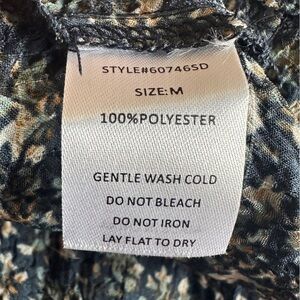 STYLE#60746SD
SIZE:M
100%POLYESTER
GENTLE WASH COLD
DO NOT BLEACH
DO NOT IRON
LAY FLAT TO DRY